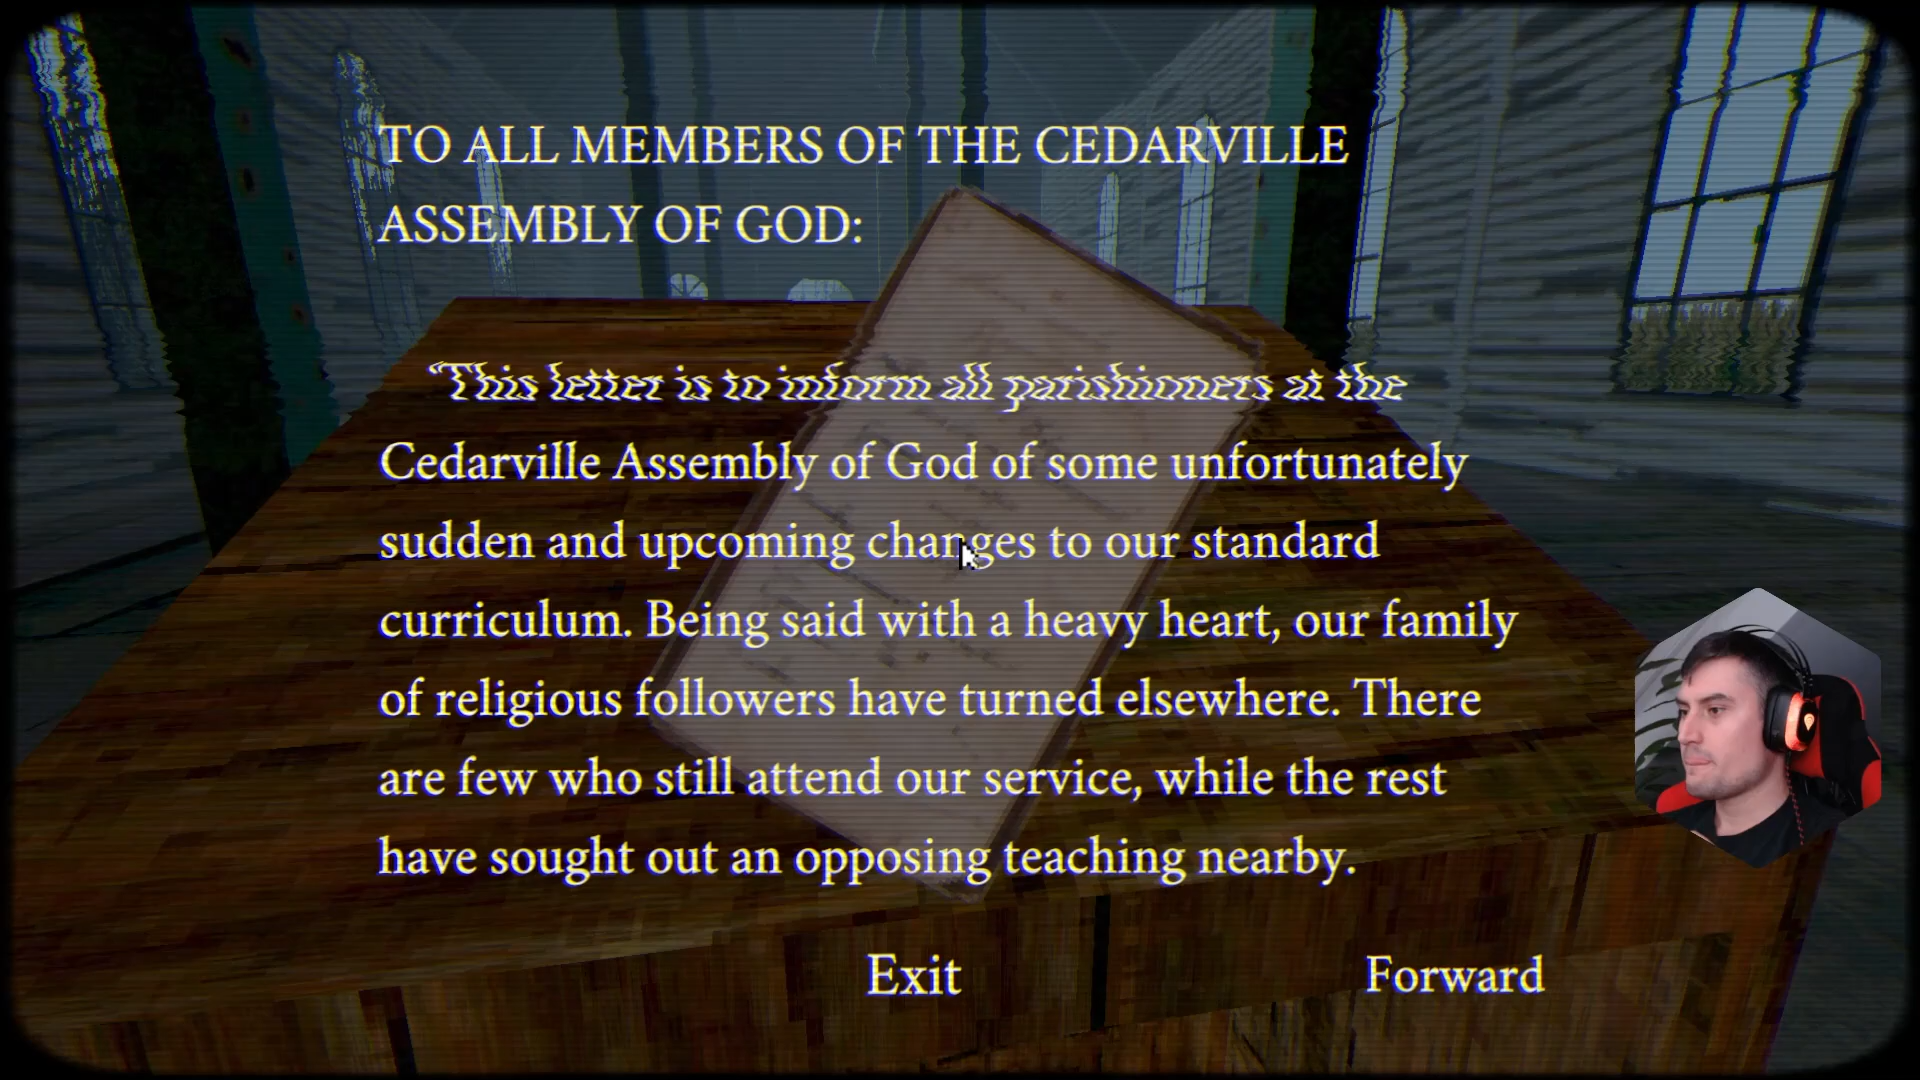 TO ALL MEMBERS OF THE CEDARVILLE
ASSEMBLY OF GOD:
“This letter is to inform all parishioners at the
Cedarville Assembly of God of some unfortunately
sudden and upcoming changes to our standard
curriculum. Being said with a heavy heart, our family
of religious followers have turned elsewhere. There
are few who still attend our service, while the rest
have sought out an opposing teaching nearby.
Exit
Forward